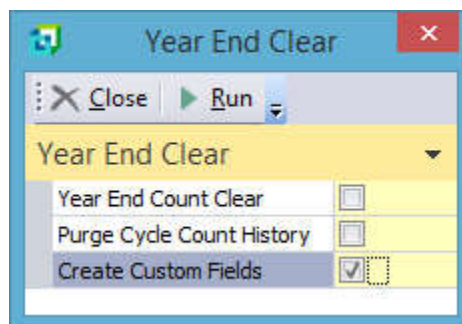 Year End Clear
Close Run
Year End Clear
Year End Count Clear
Purge Cycle Count History
Create Custom Fields